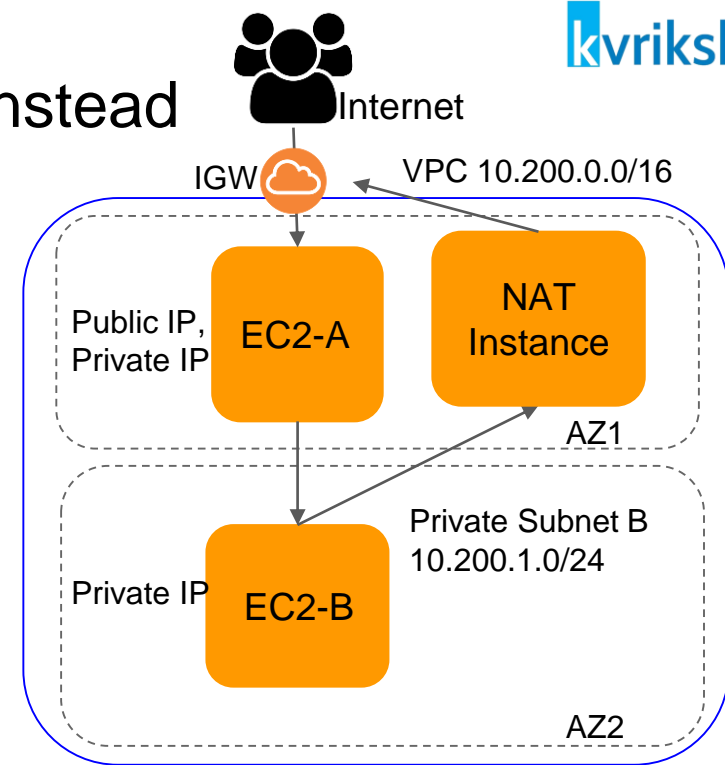 kvriksh
nstead
Internet
IGW
VPC 10.200.0.0/16
Public IP,
Private IP
EC2-A
NAT
Instance
AZ1
Private Subnet B
10.200.1.0/24
Private IP
EC2-B
AZ2